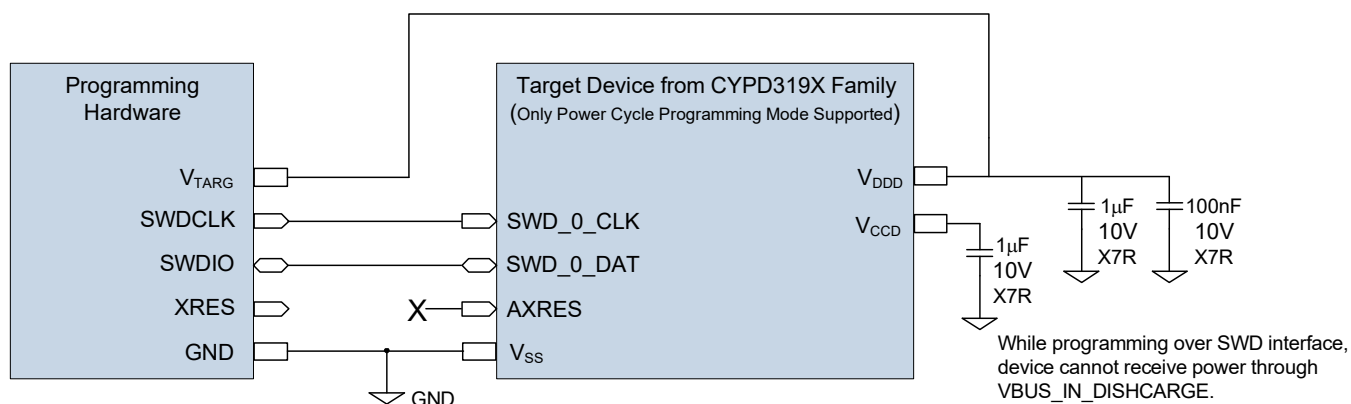 Programming
Hardware
Target Device from CYPD319X Family
(Only Power Cycle Programming Mode Supported)
VTARG
VDDD
SWDCLK
SWD_0_CLK
VCCD
1μF
10V
X7R
1μF
10V
X7R
100nF
10V
X7R
SWDIO
SWD_0_DAT
XRES
X
AXRES
GND
VSS
GND
While programming over SWD interface,
device cannot receive power through
VBUS_IN_DISHCARGE.